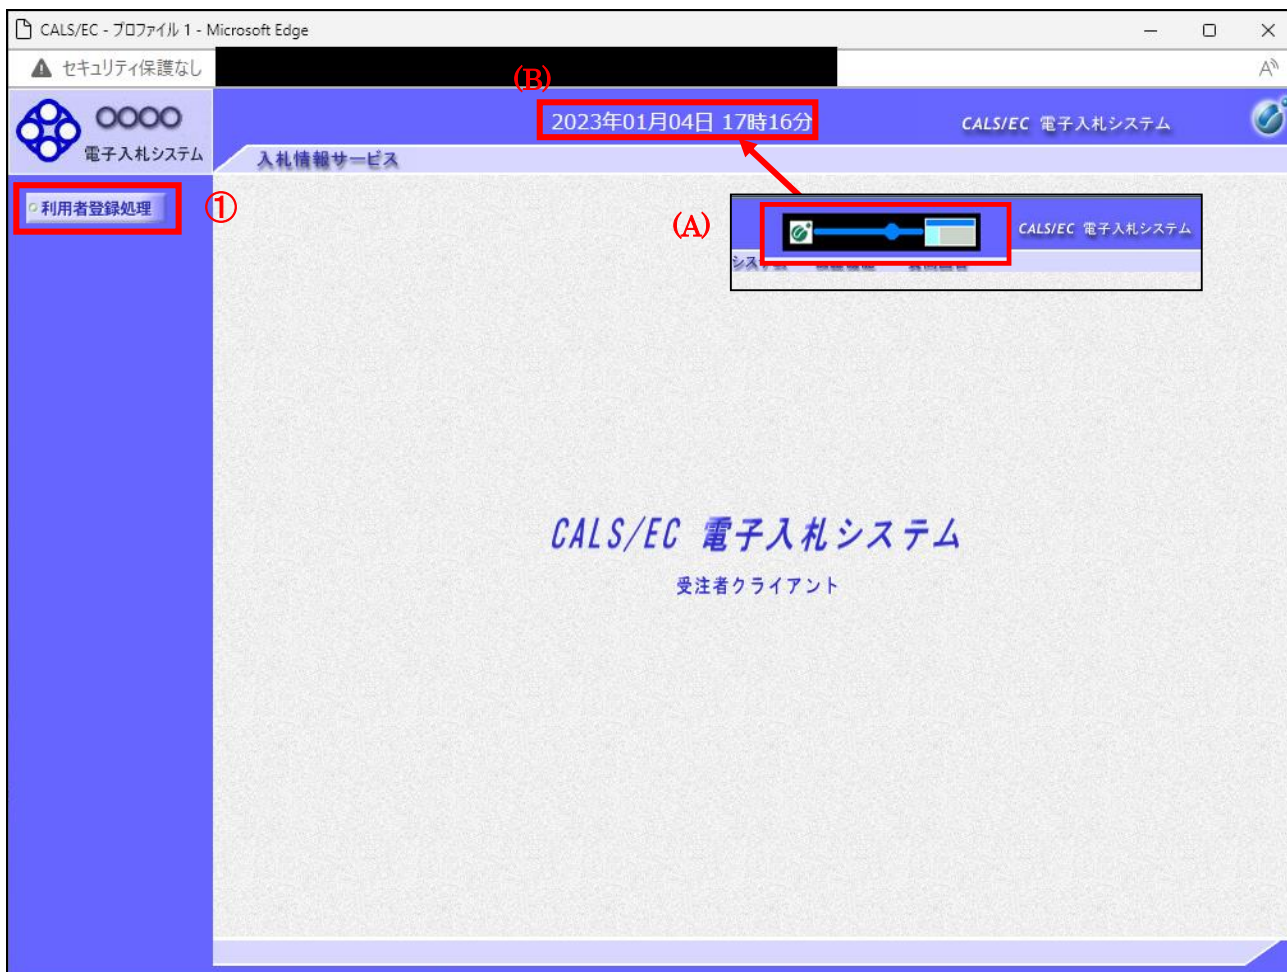 CALS/EC - プロファイル 1 - Microsoft Edge
セキュリティ保護なし
(B)
OOOO
電子入札システム
2023年01月04日 17時16分
CALS/EC 電子入札システム
入札情報サービス
利用者登録処理
①
(A)
CALS/EC 電子入札システム
CALS/EC 電子入札システム
受注者クライアント